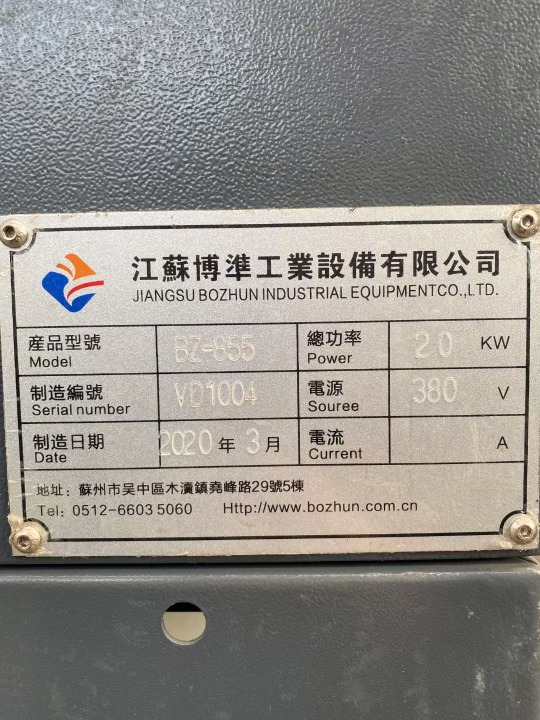 江蘇博準工業設備有限公司
JIANGSU BOZHUN INDUSTRIAL EQUIPMENTCO.,LTD.
產品型號 BZ-855 總功率 20 KW
Model Power
制造編號 VD1004 電源 380 V
Serial number Souree
制造日期 2020 年 3 月 電流 A
Date Current
地址: 蘇州市吴中區木瀆鎮堯峰路29號5棟
Tel: 0512-6603 5060 Http://www.bozhun.com.cn